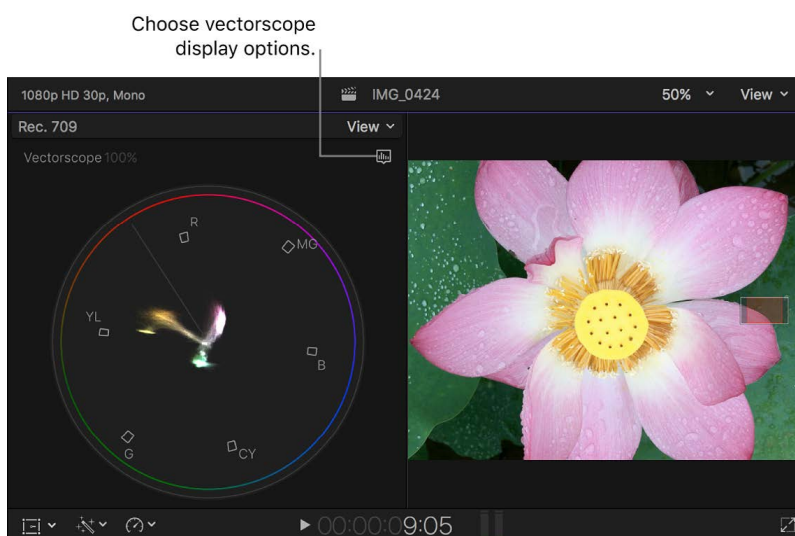 Choose vectorscope
display options.
1080p HD 30p, Mono
IMG_0424
50%
View
Rec. 709
View
Vectorscope 100%
R
MG
YL
B
G
CY
00:00:09:05